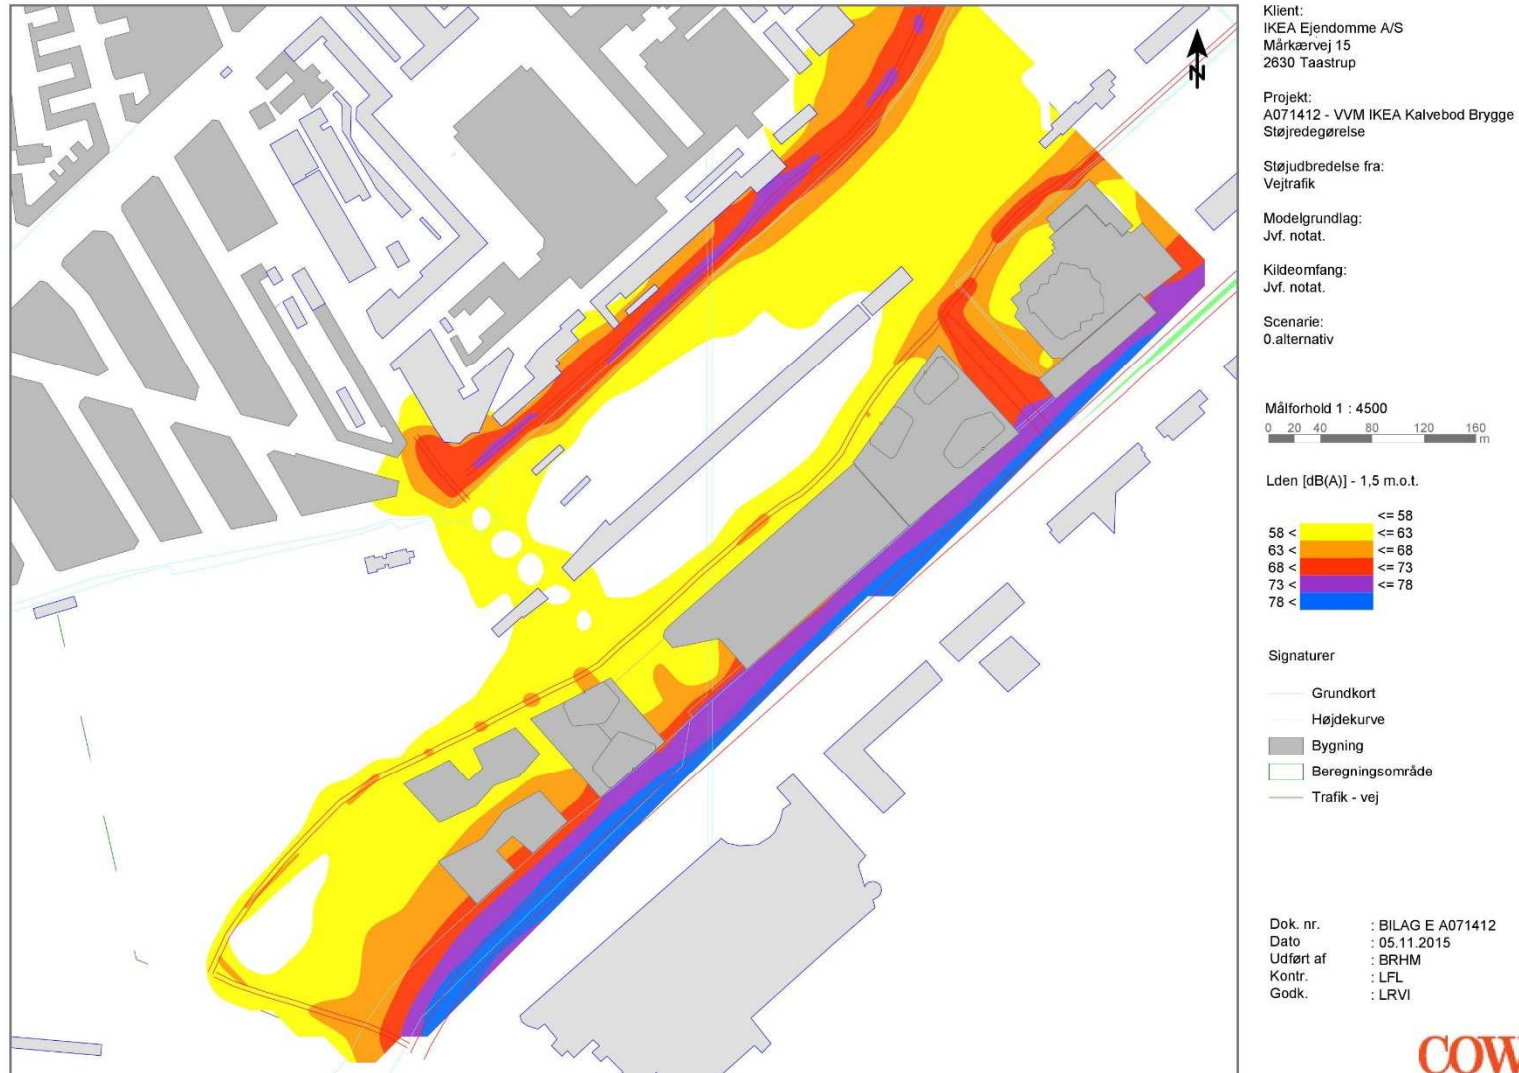 N
Klient:
IKEA Ejendomme A/S
Mårkærvej 15
2630 Taastrup
Projekt:
A071412 - VVM IKEA Kalvebod Brygge
Støjredegørelse
Støjudbredelse fra:
Vejtrafik
Modelgrundlag:
Jvf. notat.
Kildeomfang:
Jvf. notat.
Scenarie:
0.alternativ
Målforhold 1 : 4500
0 20 40 80 120 160
m
Lden [dB(A)] - 1,5 m.o.t.
<= 58
58 < <= 63
63 < <= 68
68 < <= 73
73 < <= 78
78 <
Signaturer
Grundkort
Højdekurve
Bygning
Beregningsområde
Trafik - vej
Dok. nr. : BILAG E A071412
Dato : 05.11.2015
Udført af : BRHM
Kontr. : LFL
Godk. : LRVI
COW